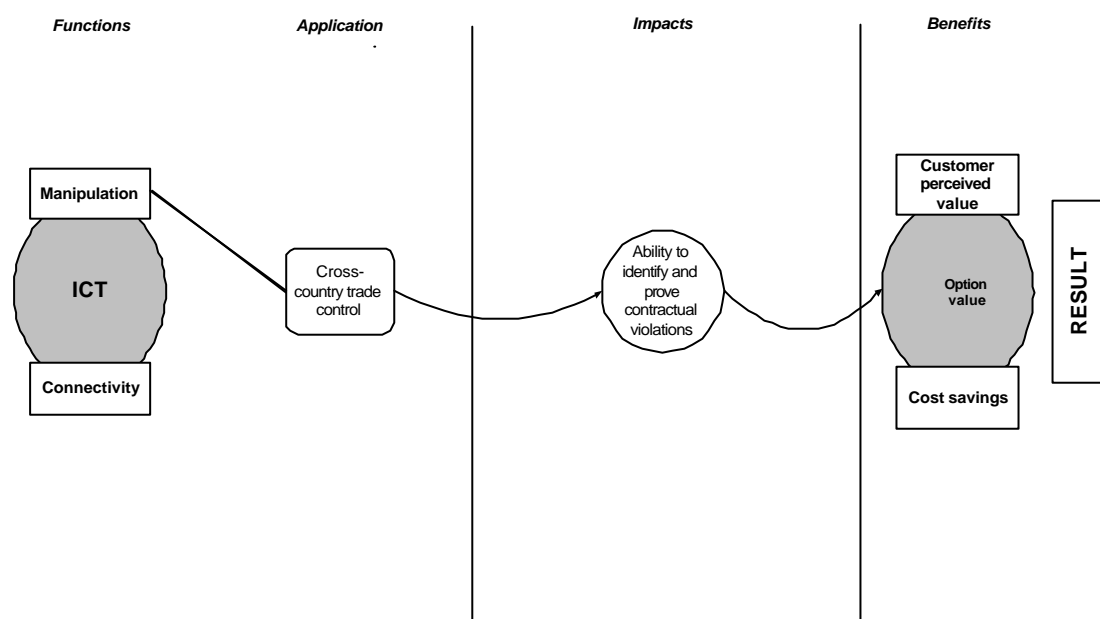 Functions
Application
Impacts
Benefits
.
Manipulation
ICT
Connectivity
Cross-
country trade
control
Ability to
identify and
prove
contractual
violations
Customer
perceived
value
Option
value
Cost savings
RESULT